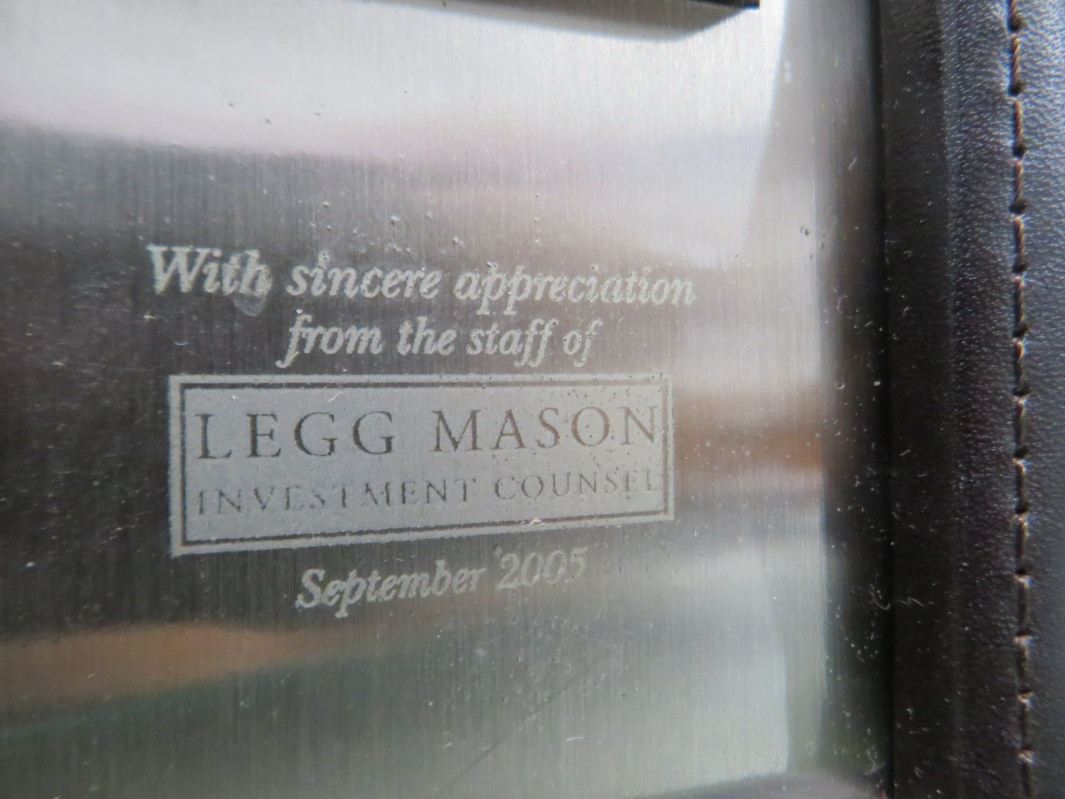 With sincere appreciation
from the staff of
LEGG MASON
INVESTMENT COUNSEL
September 2005